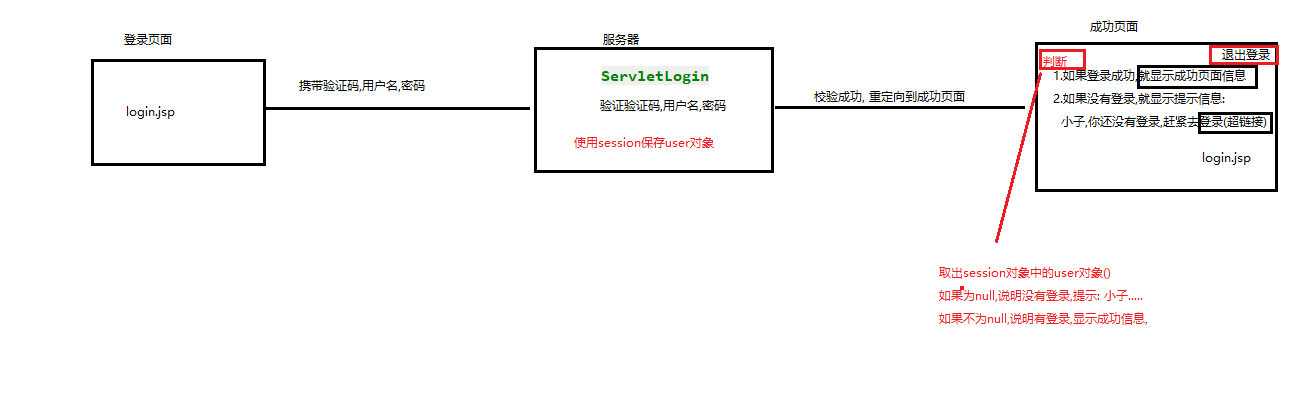 登录页面
login.jsp
携带验证码,用户名,密码
服务器
ServletLogin
验证验证码,用户名,密码
使用session保存user对象
校验成功, 重定向到成功页面
成功页面
退出登录
判断
1.如果登录成功,就显示成功页面信息
2.如果没有登录,就显示提示信息:
小子,你还没有登录,赶紧去登录(超链接)
login.jsp
取出session对象中的user对象()
如果为null,说明没有登录,提示: 小子.....
如果不为null,说明有登录,显示成功信息,